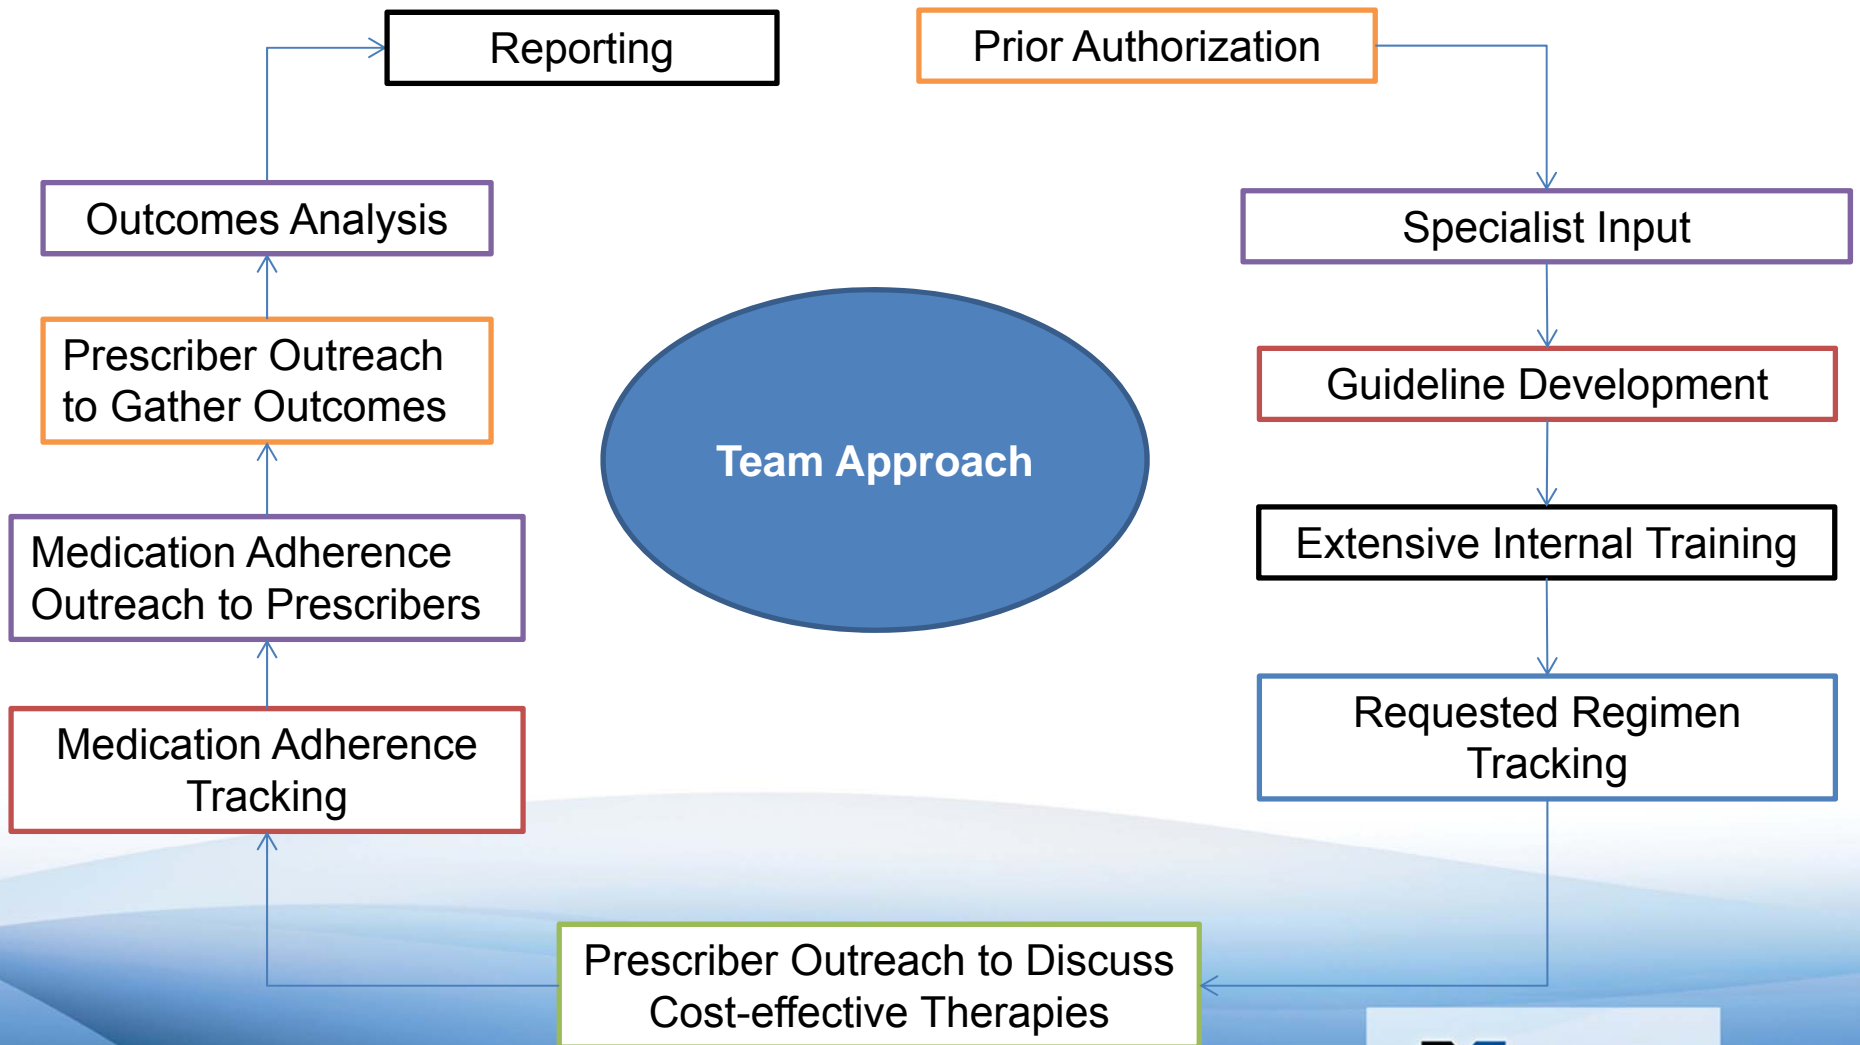 Reporting
Prior Authorization
Outcomes Analysis
Specialist Input
Prescriber Outreach
to Gather Outcomes
Guideline Development
Team Approach
Medication Adherence
Outreach to Prescribers
Extensive Internal Training
Medication Adherence
Tracking
Requested Regimen
Tracking
Prescriber Outreach to Discuss
Cost-effective Therapies